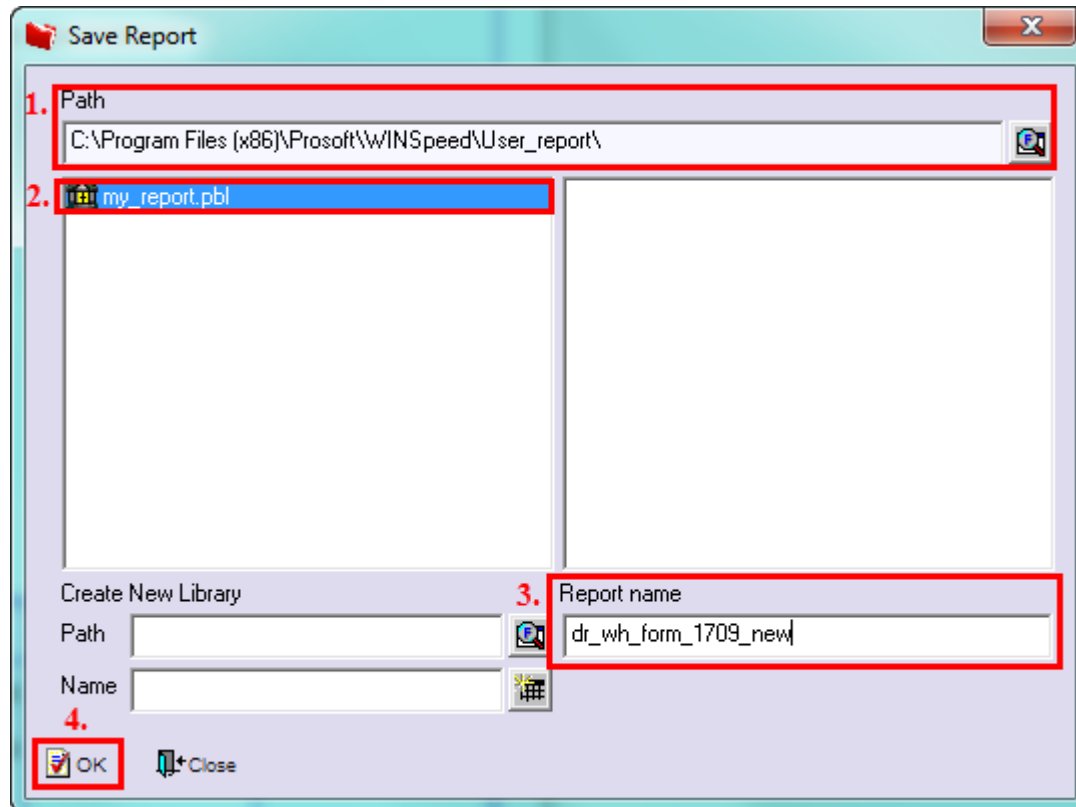 Save Report
1. Path
C:\Program Files (x86)\Prosoft\WINSpeed\User_report\
2. my_report.pbl
Create New Library
3. Report name
Path
dr_wh_form_1709_new
Name
4.
OK
Close